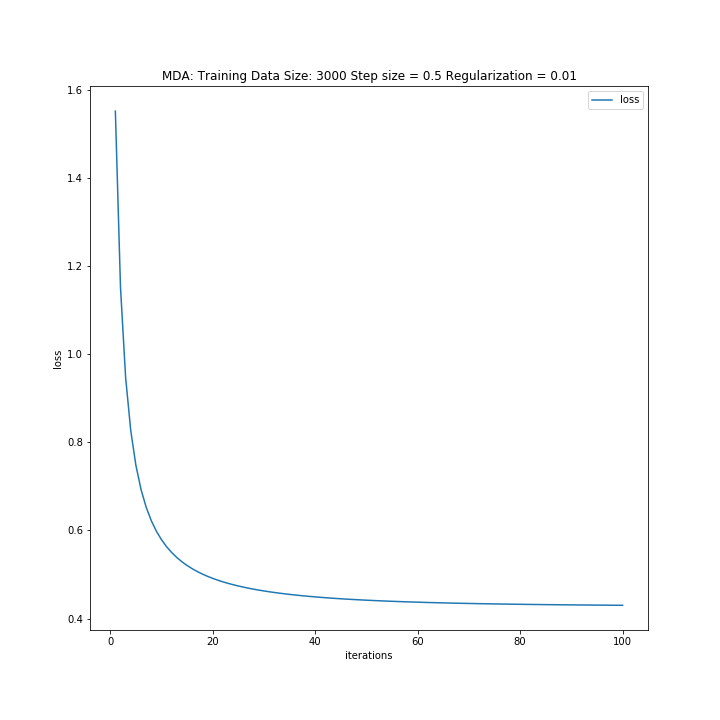 MDA: Training Data Size: 3000 Step size = 0.5 Regularization = 0.01
loss
1.6
1.4
1.2
1.0
0.8
0.6
0.4
loss
0 20 40 60 80 100
iterations